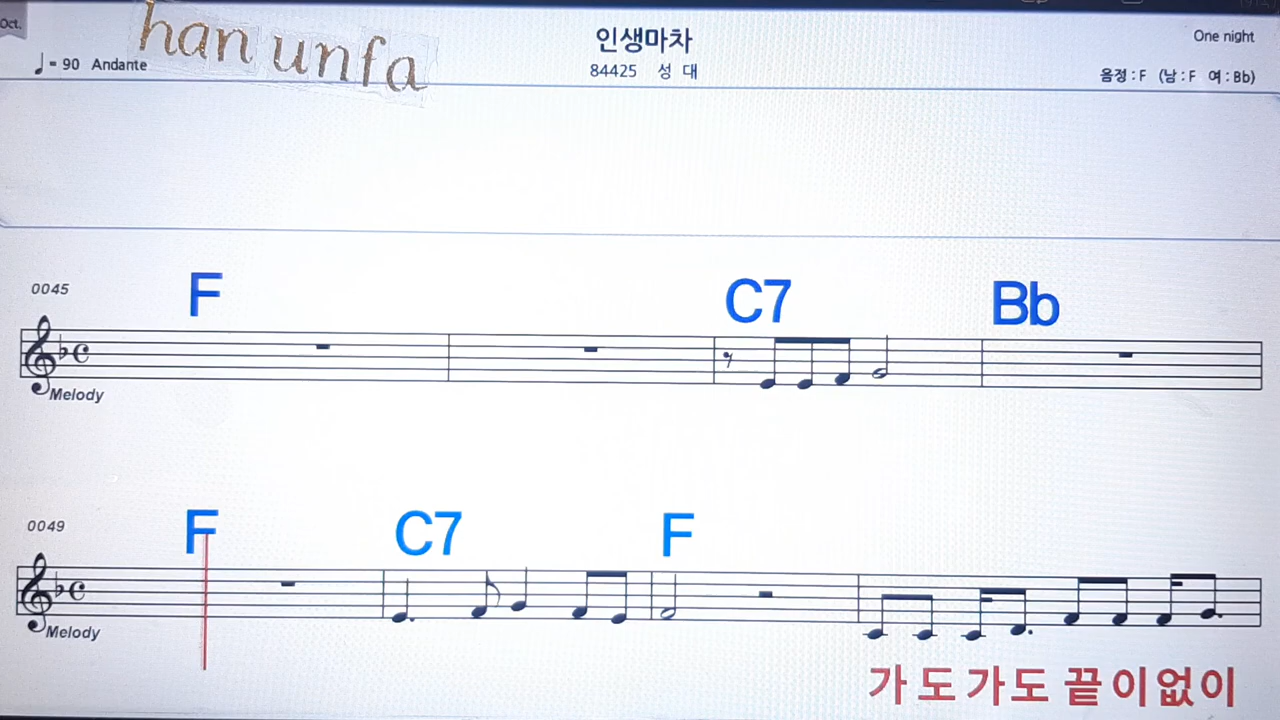 Oct.
han unfa
♩ = 90 Andante
인생마차
84425 성 대
One night
음정 : F (남 : F 여 : Bb)
0045
F C7 Bb
Melody
0049
F C7 F
Melody
가 도 가 도 끝 이 없 이